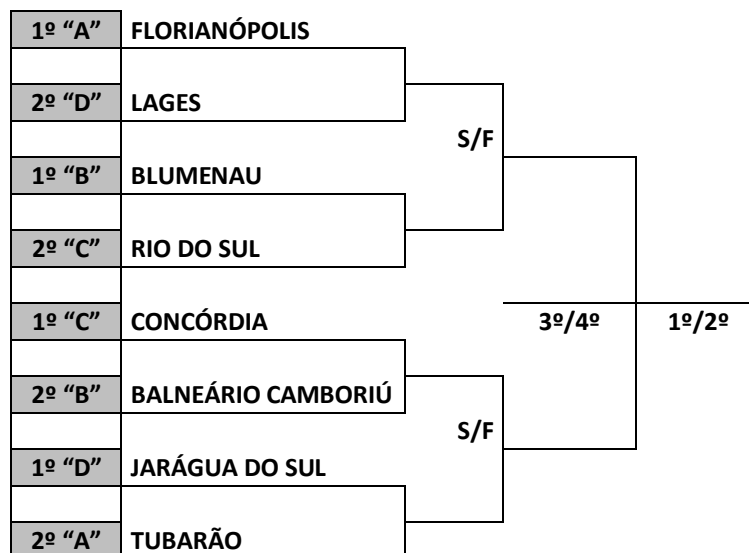 1º “A” FLORIANÓPOLIS
2º “D” LAGES
S/F
1º “B” BLUMENAU
2º “C” RIO DO SUL
1º “C” CONCÓRDIA 3º/4º 1º/2º
2º “B” BALNEÁRIO CAMBORIÚ
S/F
1º “D” JARÁGUA DO SUL
2º “A” TUBARÃO